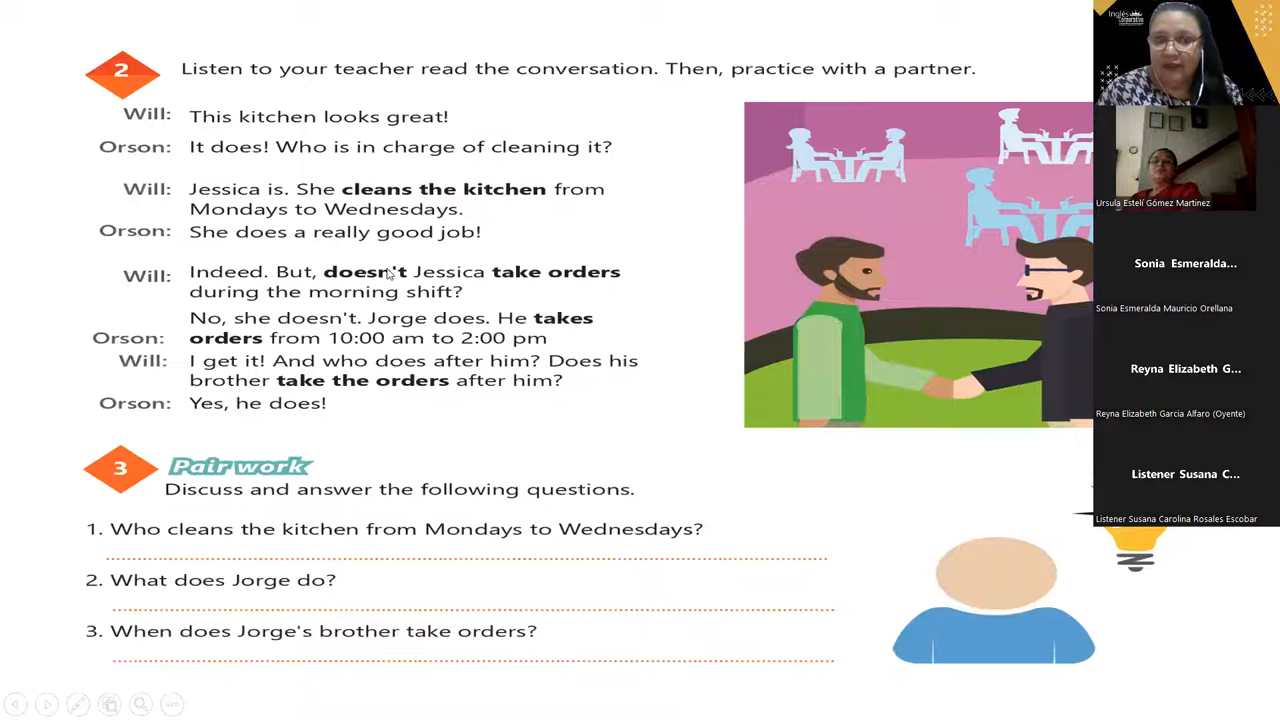 2 Listen to your teacher read the conversation. Then, practice with a partner.
Will: This kitchen looks great!
Orson: It does! Who is in charge of cleaning it?
Will: Jessica is. She cleans the kitchen from
Mondays to Wednesdays.
Orson: She does a really good job!
Will: Indeed. But, doesn't Jessica take orders
during the morning shift?
No, she doesn't. Jorge does. He takes
Orson: orders from 10:00 am to 2:00 pm
Will: I get it! And who does after him? Does his
brother take the orders after him?
Orson: Yes, he does!
3 Pair work
Discuss and answer the following questions.
1. Who cleans the kitchen from Mondays to Wednesdays?
2. What does Jorge do?
3. When does Jorge's brother take orders?
Inglés
Corporativo
Ursula Estelí Gómez Martinez
Sonia Esmeralda...
Sonia Esmeralda Mauricio Orellana
Reyna Elizabeth G...
Reyna Elizabeth Garcia Alfaro (Oyente)
Listener Susana C...
Listener Susana Carolina Rosales Escobar